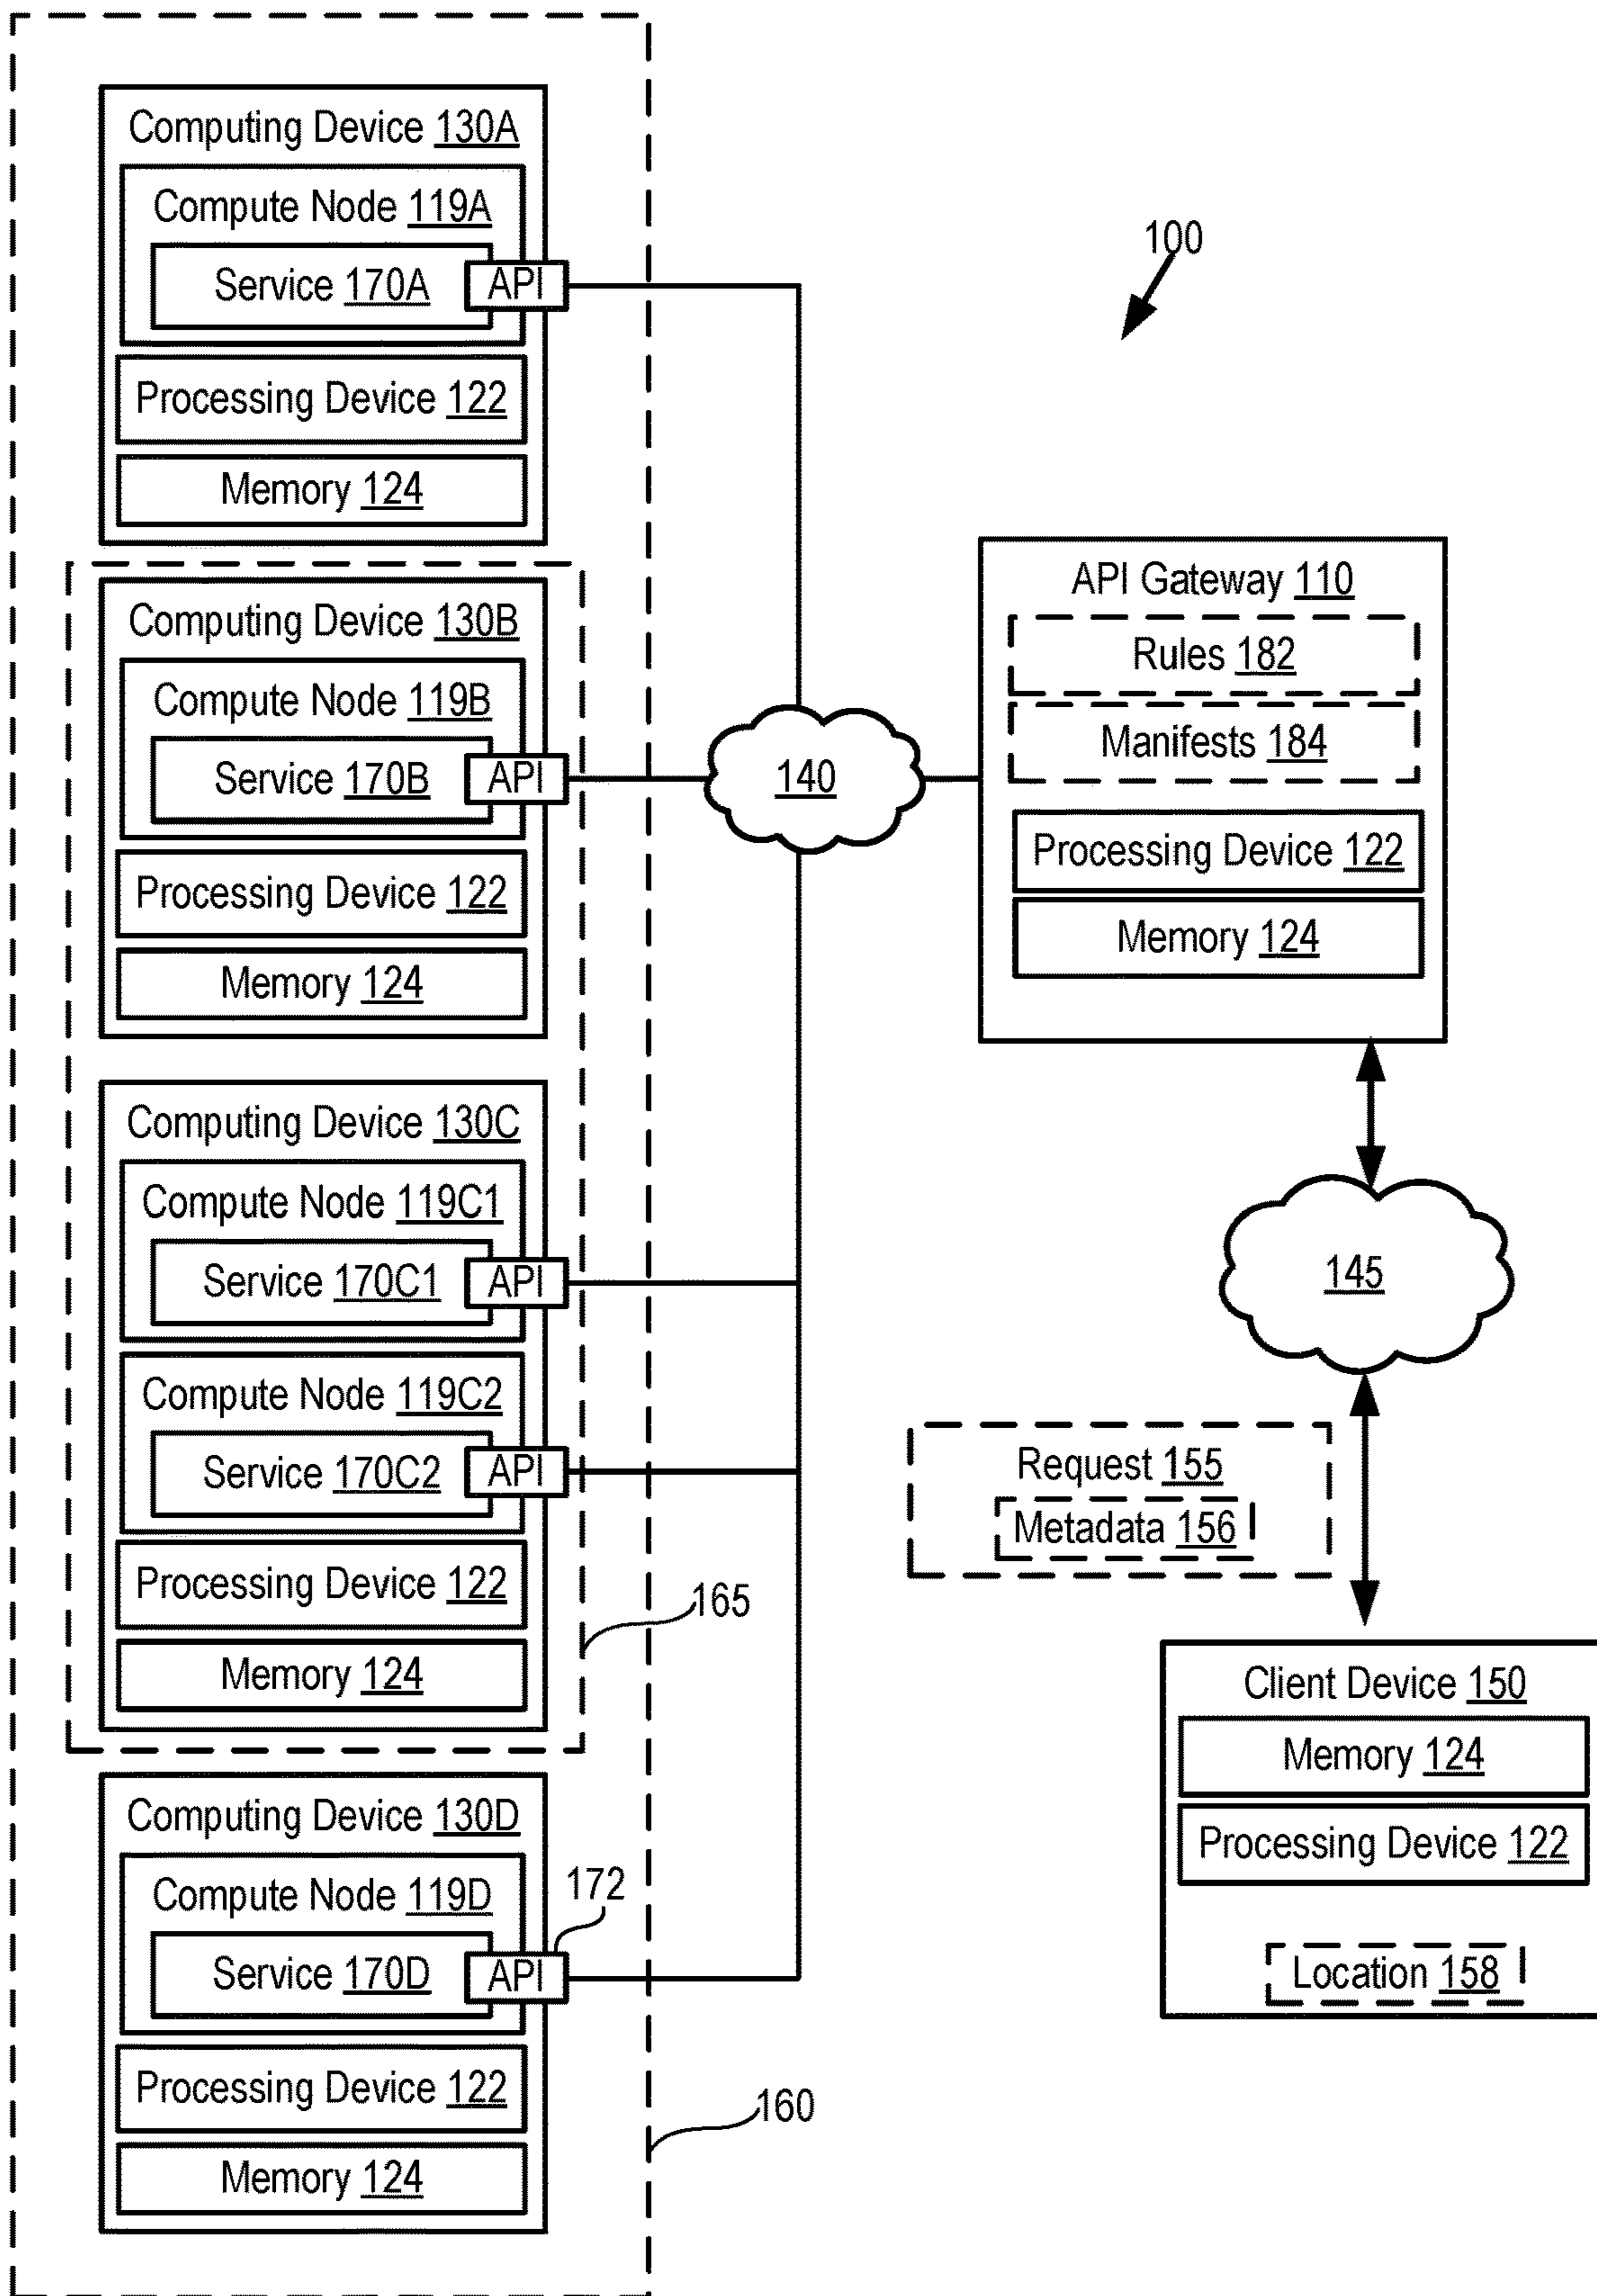 Computing Device 130A
Compute Node 119A
Service 170A
API
Processing Device 122
Memory 124
Computing Device 130B
Compute Node 119B
Service 170B
API
Processing Device 122
Memory 124
Computing Device 130C
Compute Node 119C1
Service 170C1
API
Compute Node 119C2
Service 170C2
API
Processing Device 122
Memory 124
165
Computing Device 130D
Compute Node 119D
172
Service 170D
API
Processing Device 122
Memory 124
160
100
140
API Gateway 110
Rules 182
Manifests 184
Processing Device 122
Memory 124
145
Request 155
Metadata 156
Client Device 150
Memory 124
Processing Device 122
Location 158